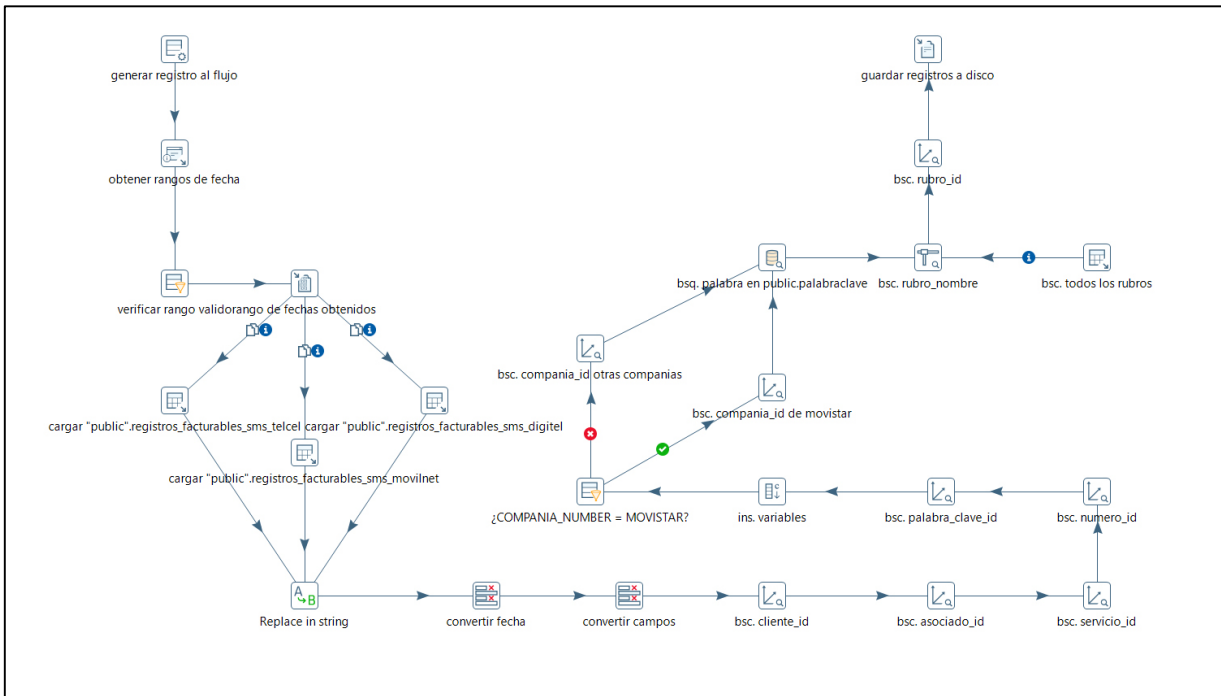 generar registro al flujo
guardar registros a disco
obtener rangos de fecha
bsc. rubro_id
verificar rango validorango de fechas obtenidos
bsq. palabra en public.palabraclave
bsc. rubro_nombre
bsc. todos los rubros
bsc. compania_id otras companias
bsc. compania_id de movistar
cargar "public".registros_facturables_sms_telcel cargar "public".registros_facturables_sms_digitel
cargar "public".registros_facturables_sms_movilnet
¿COMPANIA_NUMBER = MOVISTAR?
ins. variables
bsc. palabra_clave_id
bsc. numero_id
A
B
Replace in string
convertir fecha
convertir campos
bsc. cliente_id
bsc. asociado_id
bsc. servicio_id